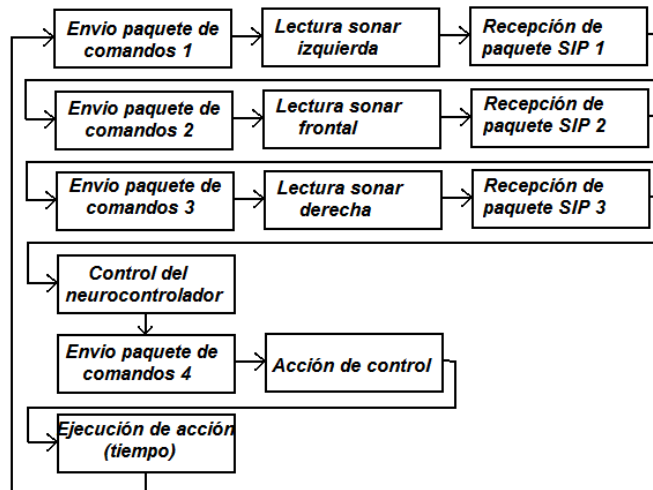 Envio paquete de
comandos 1
Lectura sonar
izquierda
Recepción de
paquete SIP 1
Envio paquete de
comandos 2
Lectura sonar
frontal
Recepción de
paquete SIP 2
Envio paquete de
comandos 3
Lectura sonar
derecha
Recepción de
paquete SIP 3
Control del
neurocontrolador
Envio paquete de
comandos 4
Acción de control
Ejecución de acción
(tiempo)